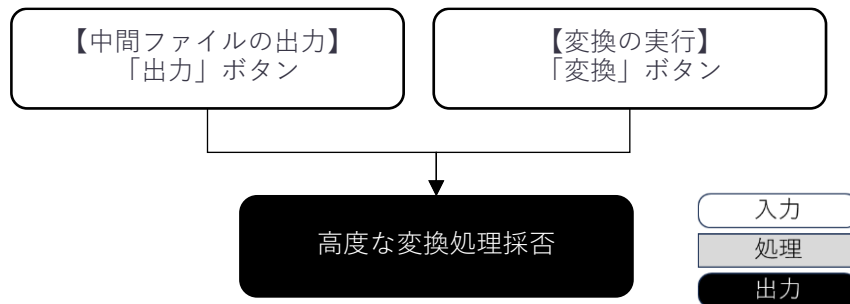 【中間ファイルの出力】
「出力」ボタン
【変換の実行】
「変換」ボタン
高度な変換処理採否
入力
処理
出力